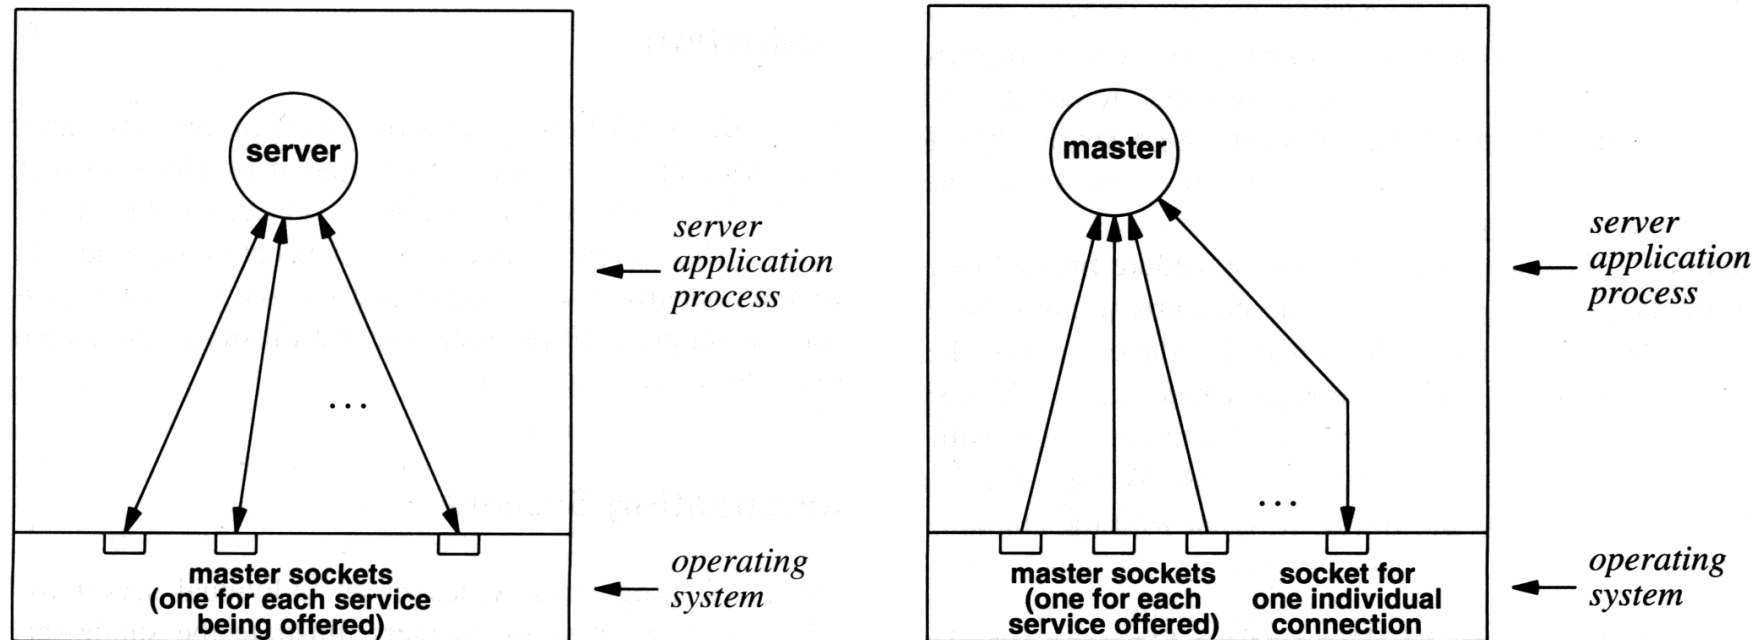 server
server
application
process
...
master sockets
(one for each service
being offered)
operating
system
master
server
application
process
...
master sockets
(one for each
service offered)
socket for
one individual
connection
operating
system